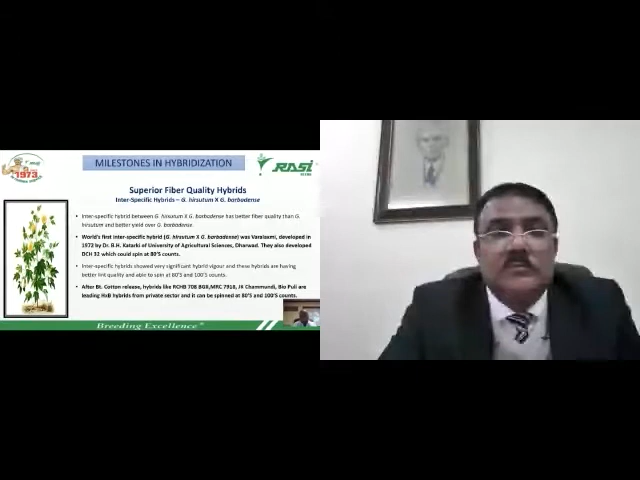 1973
MILESTONES IN HYBRIDIZATION
RASI
Superior Fiber Quality Hybrids
Inter-Specific Hybrids – G. hirsutum X G. barbadense
Inter-specific hybrid between G. hirsutum X G. barbadense has better fiber quality than G.
hirsutum and better yield over G. barbadense.
World's first inter-specific hybrid (G. hirsutum X G. barbadense) was Varalaxmi, developed in
1972 by Dr. B.H. Katarki of University of Agricultural Sciences, Dharwad. They also developed
DCH 32 which could spin at 80'S counts.
Inter-specific hybrids showed very significant hybrid vigour and these hybrids are having
better lint quality and able to spin at 80'S and 100'S counts.
After Bt. Cotton release, hybrids like RCHB 708 BGII,MRC 7918, JK Chammundi, Bio Puli are
leading HxB hybrids from private sector and it can be spinned at 80'S and 100'S counts.
Breeding Excellence